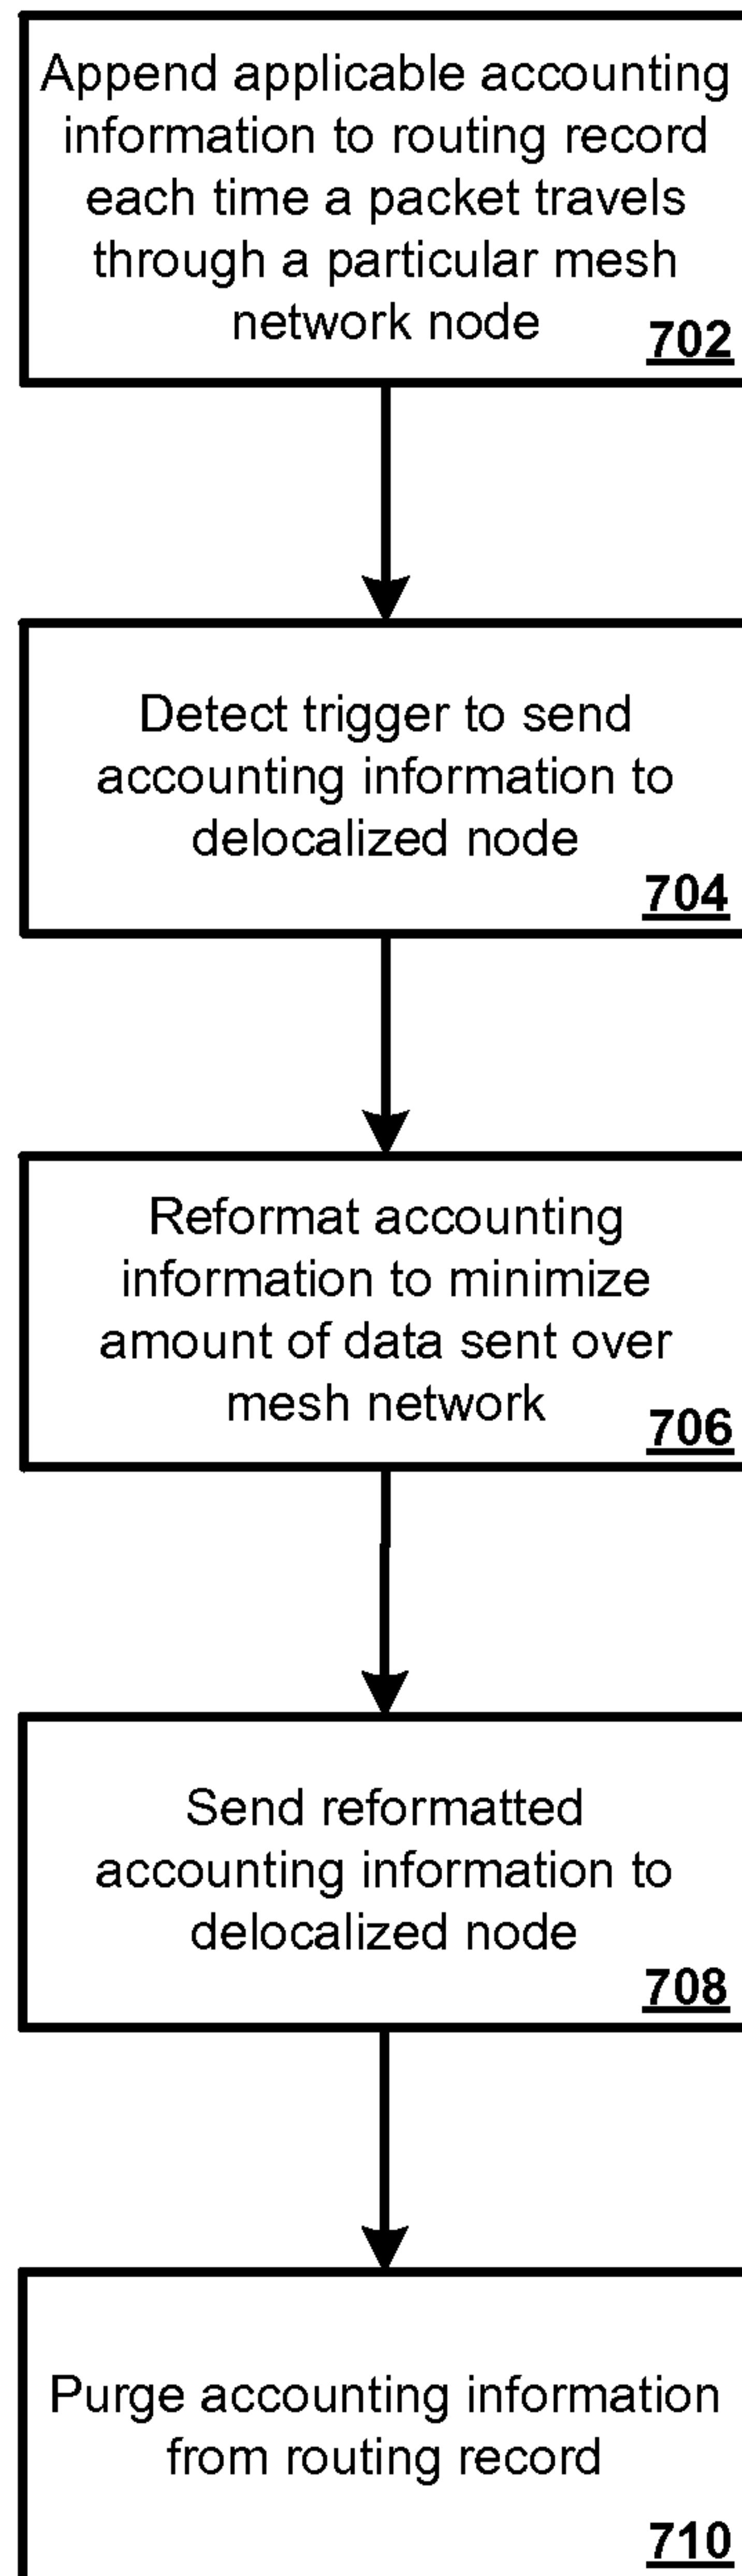 Append applicable accounting
information to routing record
each time a packet travels
through a particular mesh
network node
702
Detect trigger to send
accounting information to
delocalized node
704
Reformat accounting
information to minimize
amount of data sent over
mesh network
706
Send reformatted
accounting information to
delocalized node
708
Purge accounting information
from routing record
710